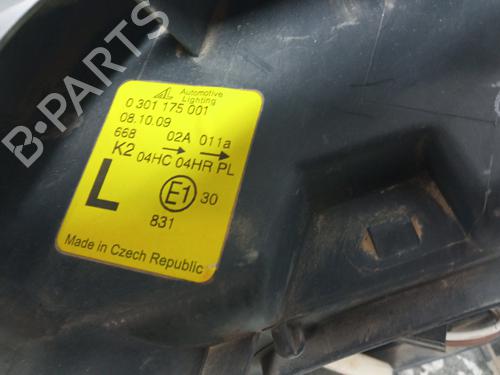 B-PARTS
Automotive
Lighting
0 301 175 001
08.10.09
668 02A 011a
K2 04HC 04HR PL
L E1 30
831
Made in Czech Republic